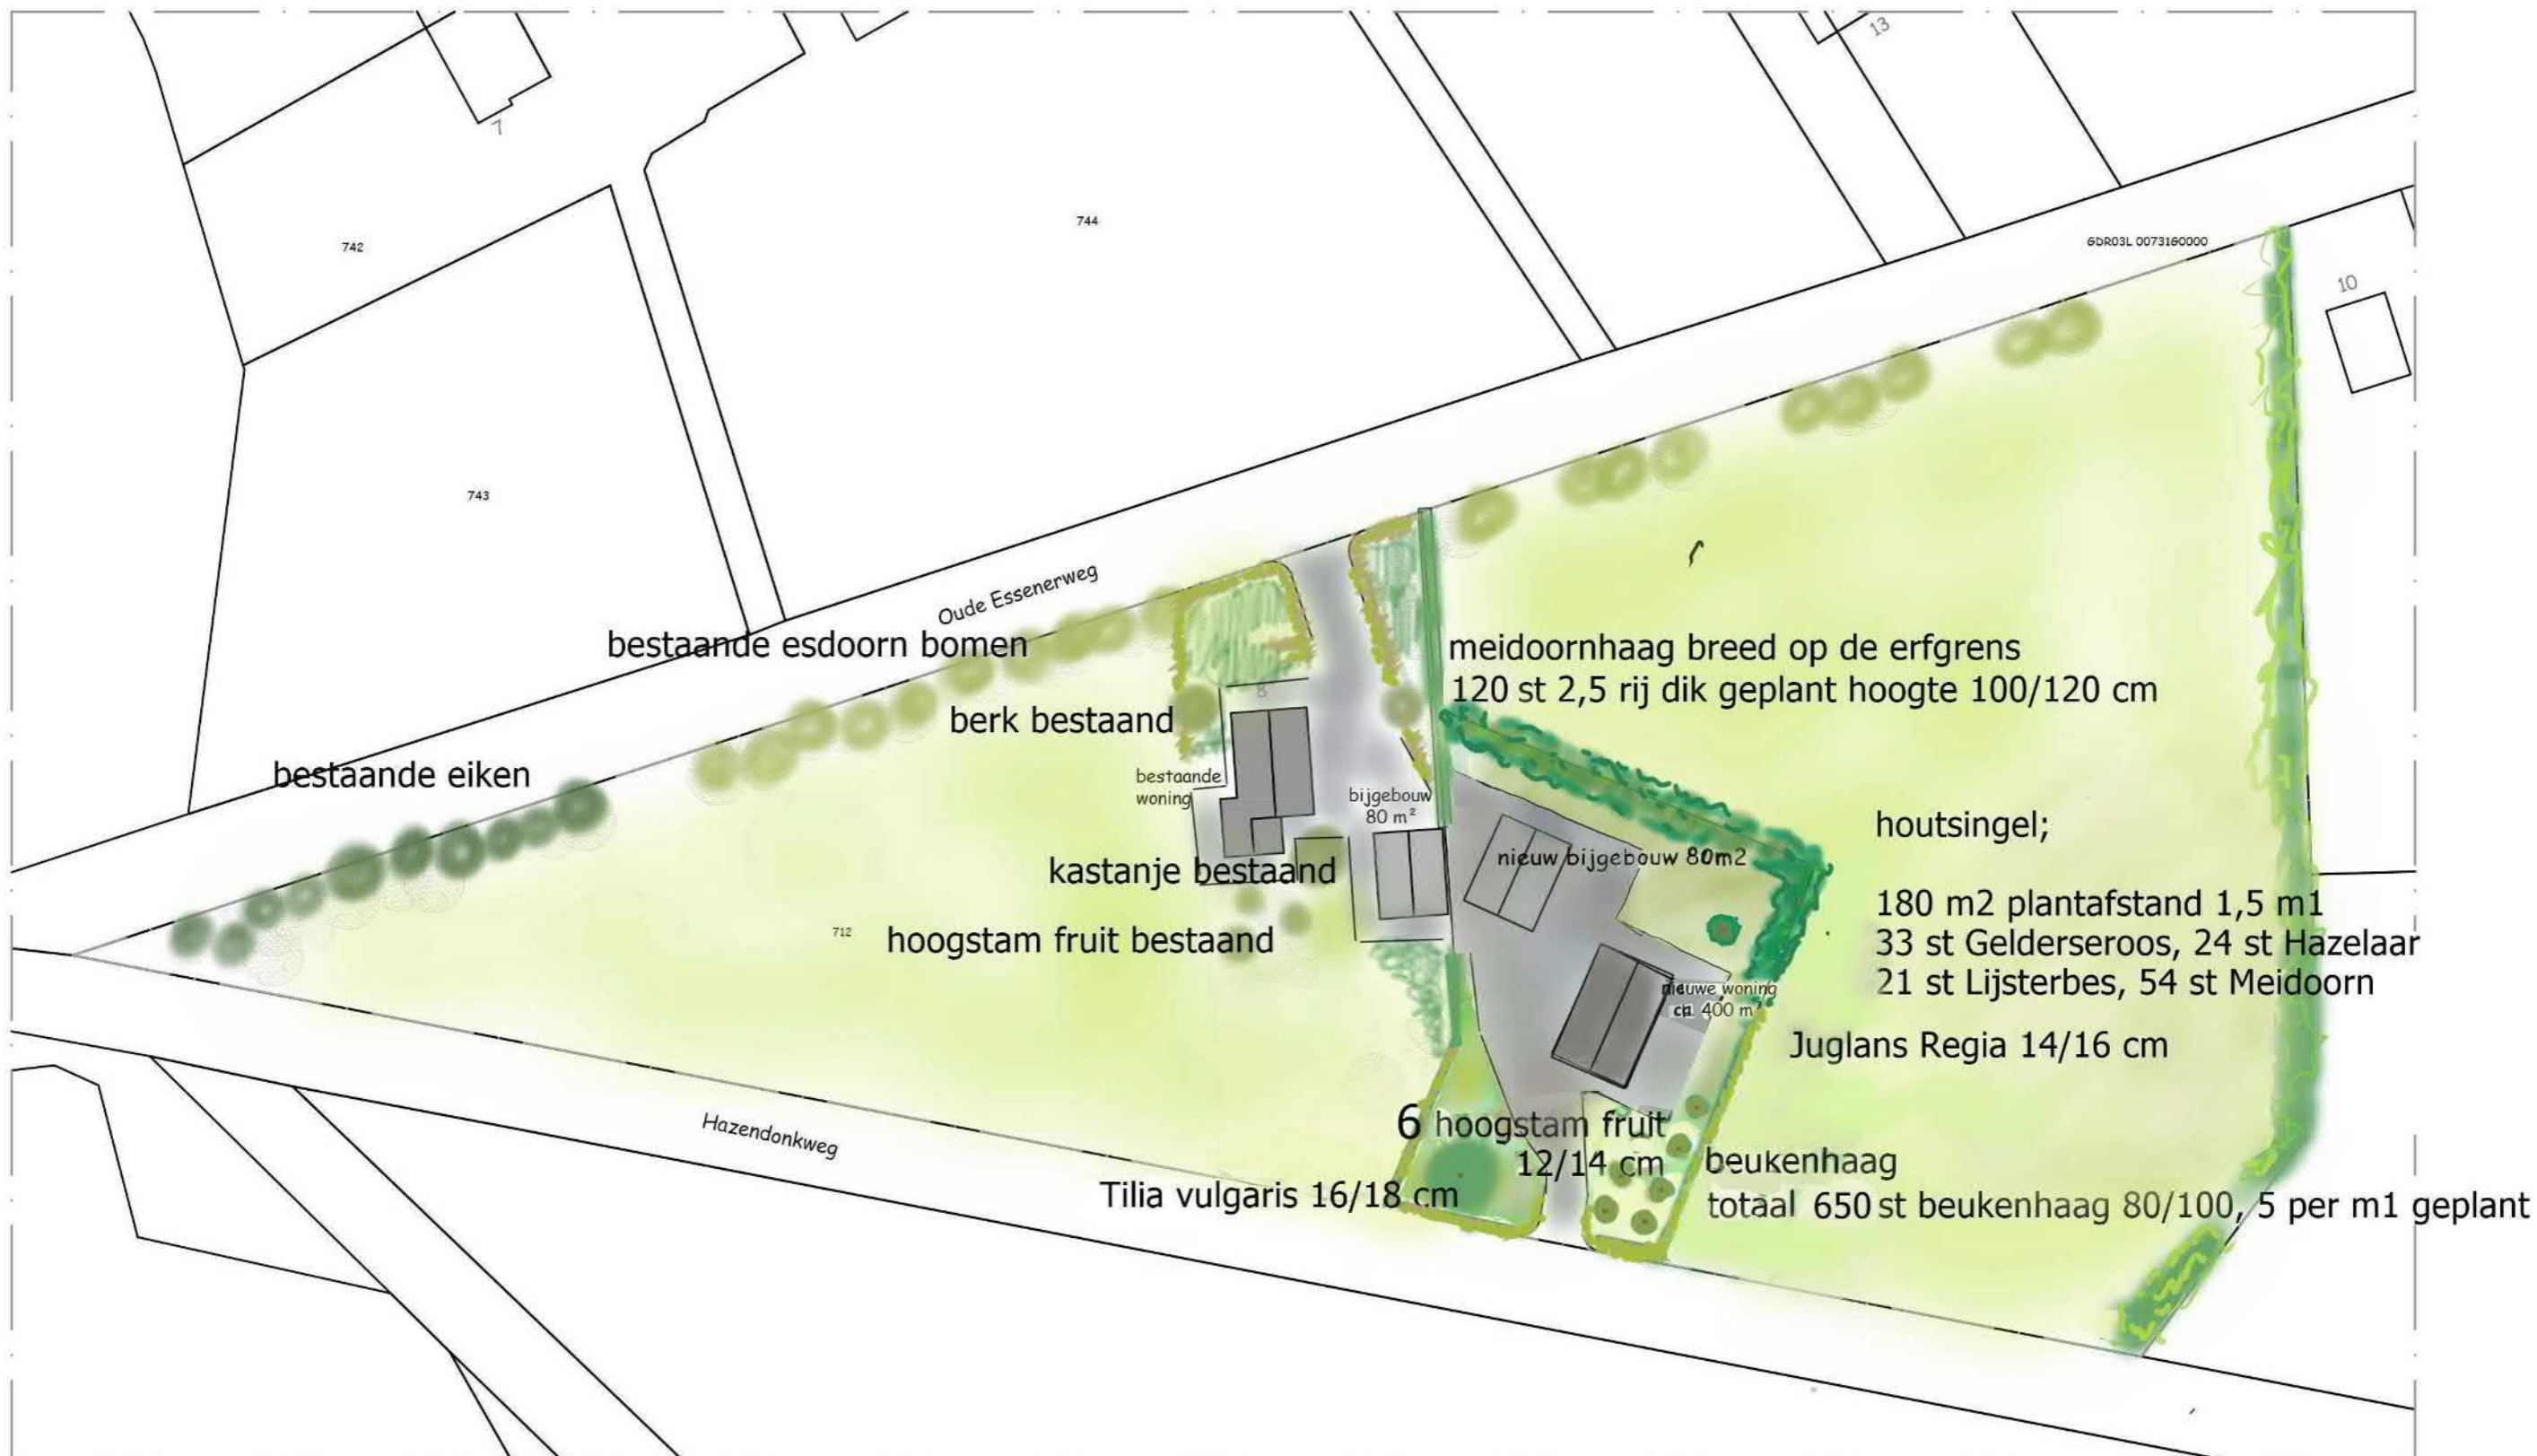 13
7
744
742
GDR03L 0073160000
10
743
Oude Essenerweg
bestaande esdoorn bomen
meidoornhaag breed op de erfgrens
120 st 2,5 rij dik geplant hoogte 100/120 cm
8
berk bestaand
bestaande eiken
bestaande
woning
bijgebouw
80 m²
houtsingel;
nieuw bijgebouw 80m2
kastanje bestaand
180 m2 plantafstand 1,5 m1
33 st Gelderseroos, 24 st Hazelaar
21 st Lijsterbes, 54 st Meidoorn
712
hoogstam fruit bestaand
nieuwe woning
400 m³
Juglans Regia 14/16 cm
Hazendonkweg
6 hoogstam fruit
12/14 cm
beukenhaag
totaal 650 st beukenhaag 80/100, 5 per m1 geplant
Tilia vulgaris 16/18 cm